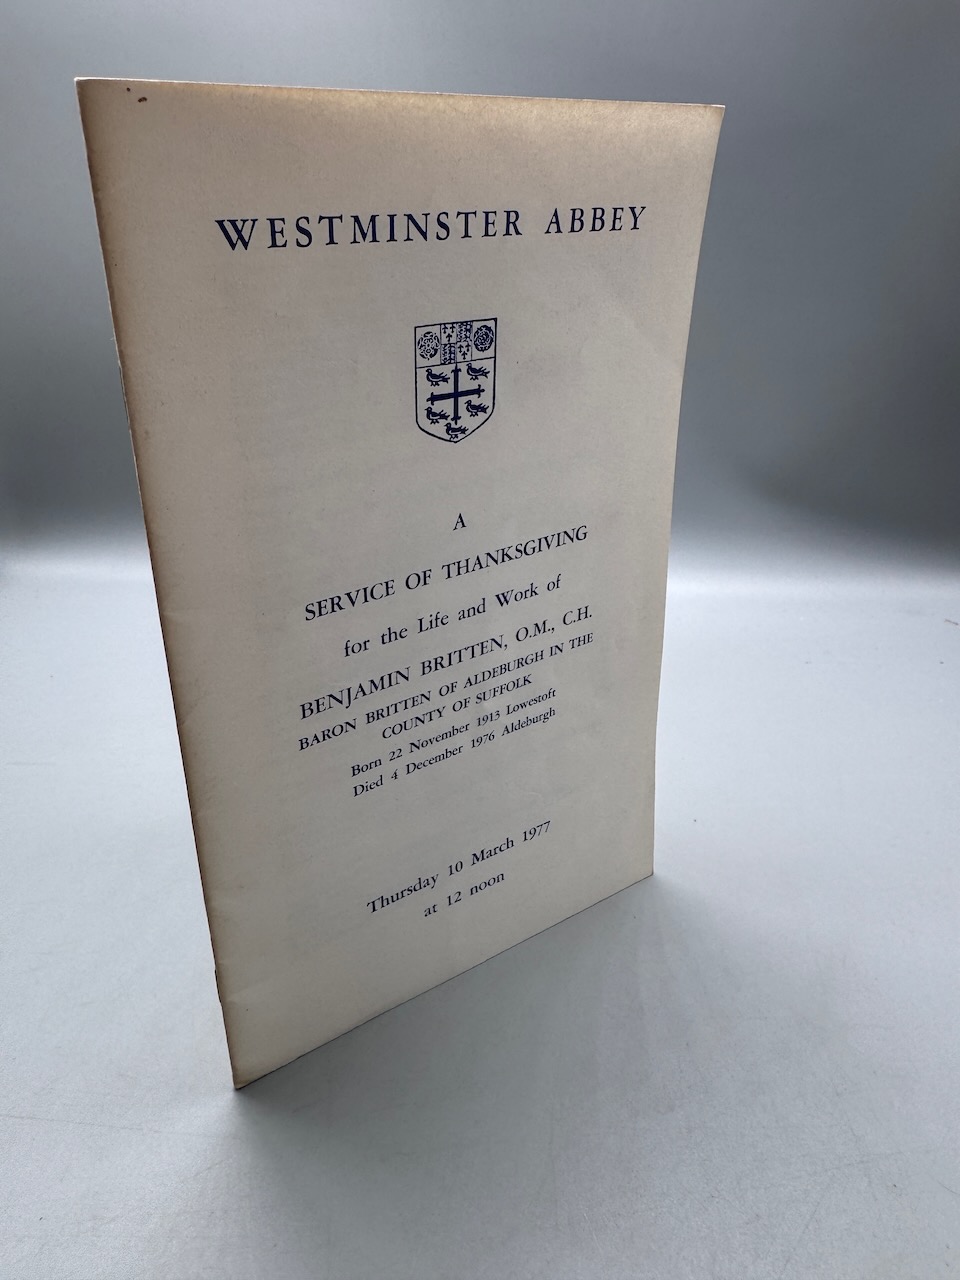 WESTMINSTER ABBEY
A
SERVICE OF THANKSGIVING
for the Life and Work of
BENJAMIN BRITTEN, O.M., C.H.
BARON BRITTEN OF ALDEBURGH IN THE
COUNTY OF SUFFOLK
Born 22 November 1913 Lowestoft
Died 4 December 1976 Aldeburgh
Thursday 10 March 1977
at 12 noon